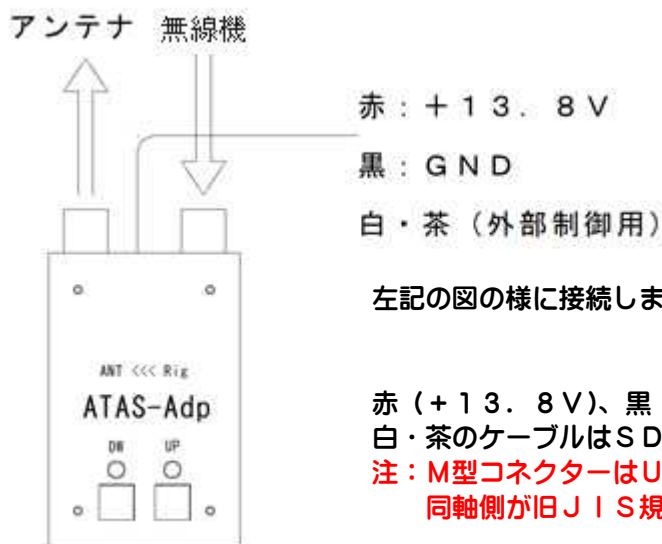 アンテナ 無線機
赤：＋１３．８Ｖ
黒：ＧＮＤ
白・茶（外部制御用）
左記の図の様に接続しま
ANT <<< Rig
ATAS-Adp
DW UP
赤（＋１３．８Ｖ）、黒
白・茶のケーブルはＳＤ
注：Ｍ型コネクターはＵ
同軸側が旧ＪＩＳ規